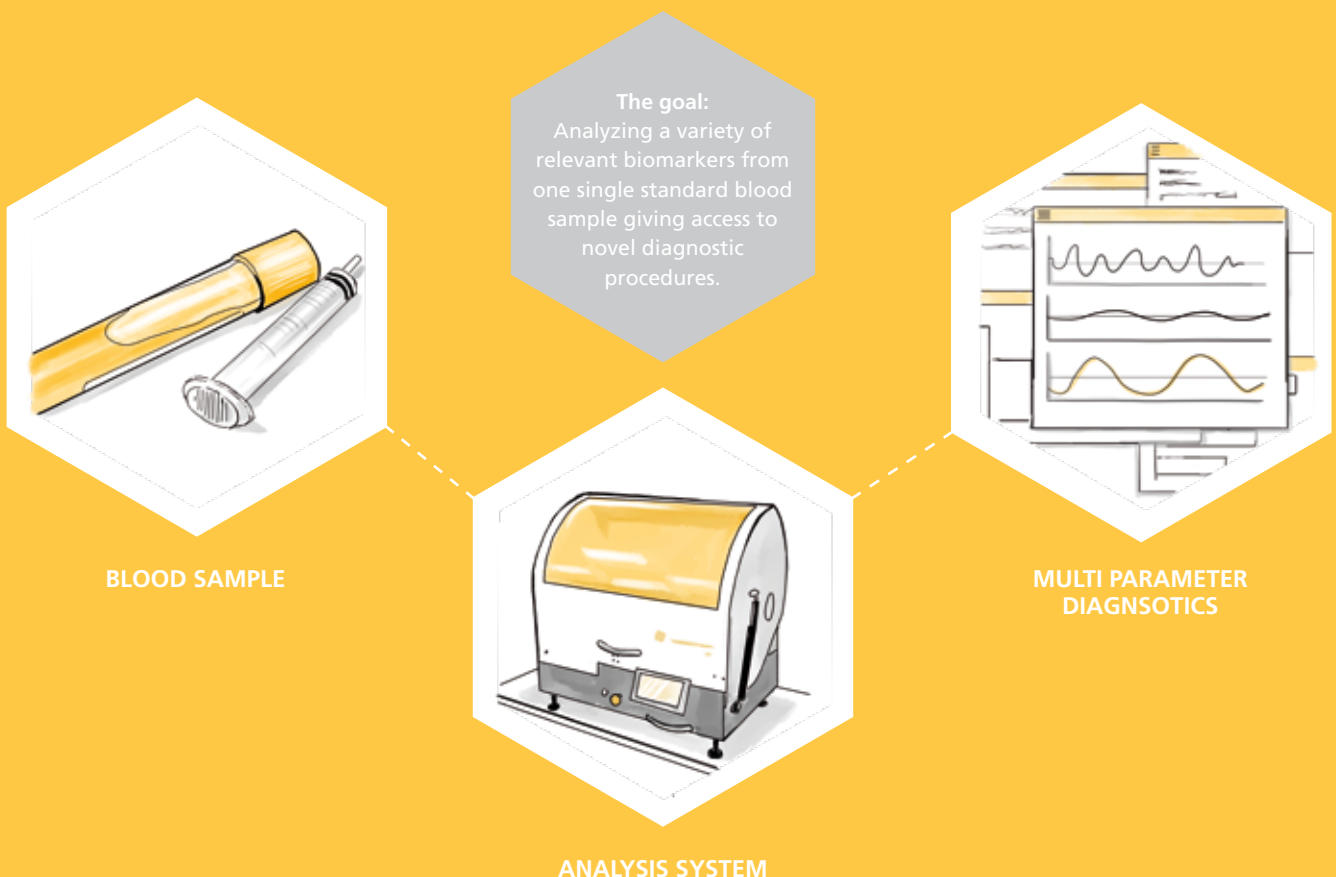 The goal:
Analyzing a variety of
relevant biomarkers from
one single standard blood
sample giving access to
novel diagnostic
procedures.
BLOOD SAMPLE
MULTI PARAMETER
DIAGNSOTICS
ANALYSIS SYSTEM